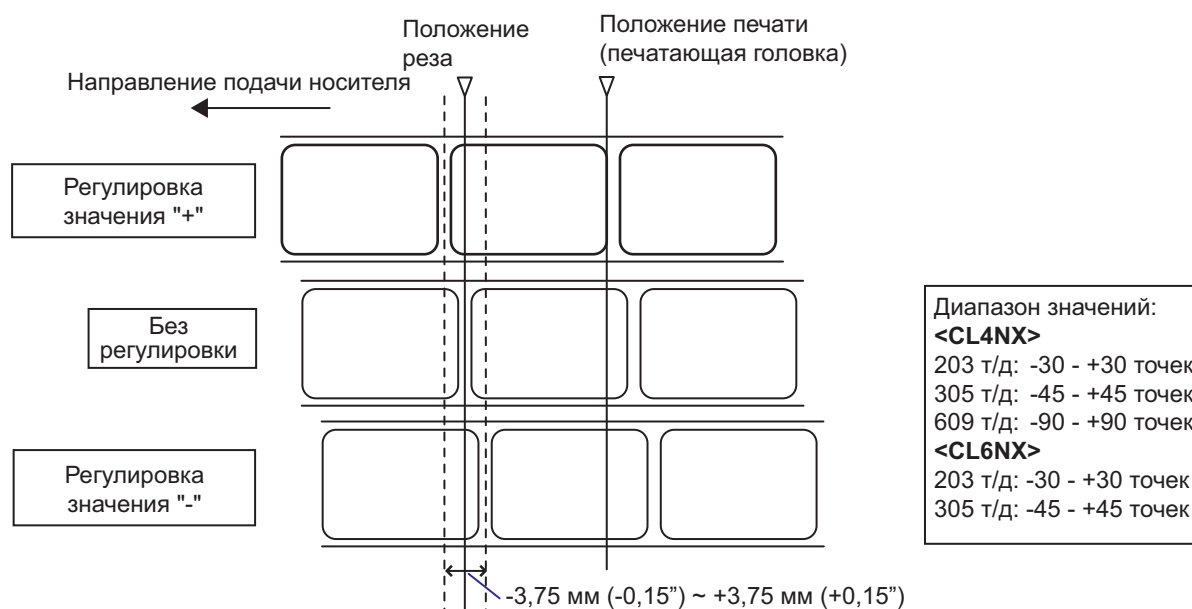 Положение
реза
Положение печати
(печатающая головка)
Направление подачи носителя
Регулировка
значения "+"
Без
регулировки
Регулировка
значения "-"
-3,75 мм (-0,15”) ~ +3,75 мм (+0,15”)
Диапазон значений:
<CL4NX>
203 т/д: -30 - +30 точек
305 т/д: -45 - +45 точек
609 т/д: -90 - +90 точек
<CL6NX>
203 т/д: -30 - +30 точек
305 т/д: -45 - +45 точек